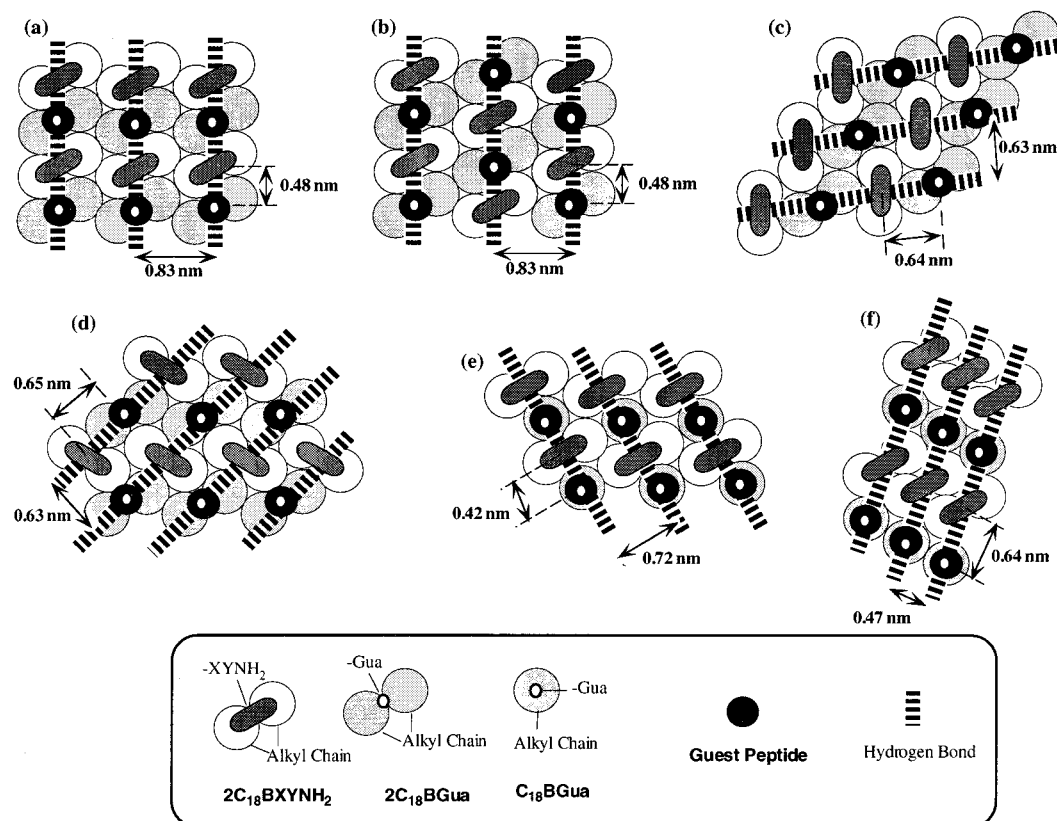 (a)
(b)
(c)
0.48 nm
0.48 nm
0.63 nm
0.83 nm
0.83 nm
0.64 nm
(d)
(e)
(f)
0.65 nm
0.63 nm
0.42 nm
0.72 nm
0.64 nm
0.47 nm
-XYNH₂
-Gua
-Gua
Alkyl Chain
Alkyl Chain
Alkyl Chain
Guest Peptide
Hydrogen Bond
2C₁₈BXYNH₂
2C₁₈BGua
C₁₈BGua